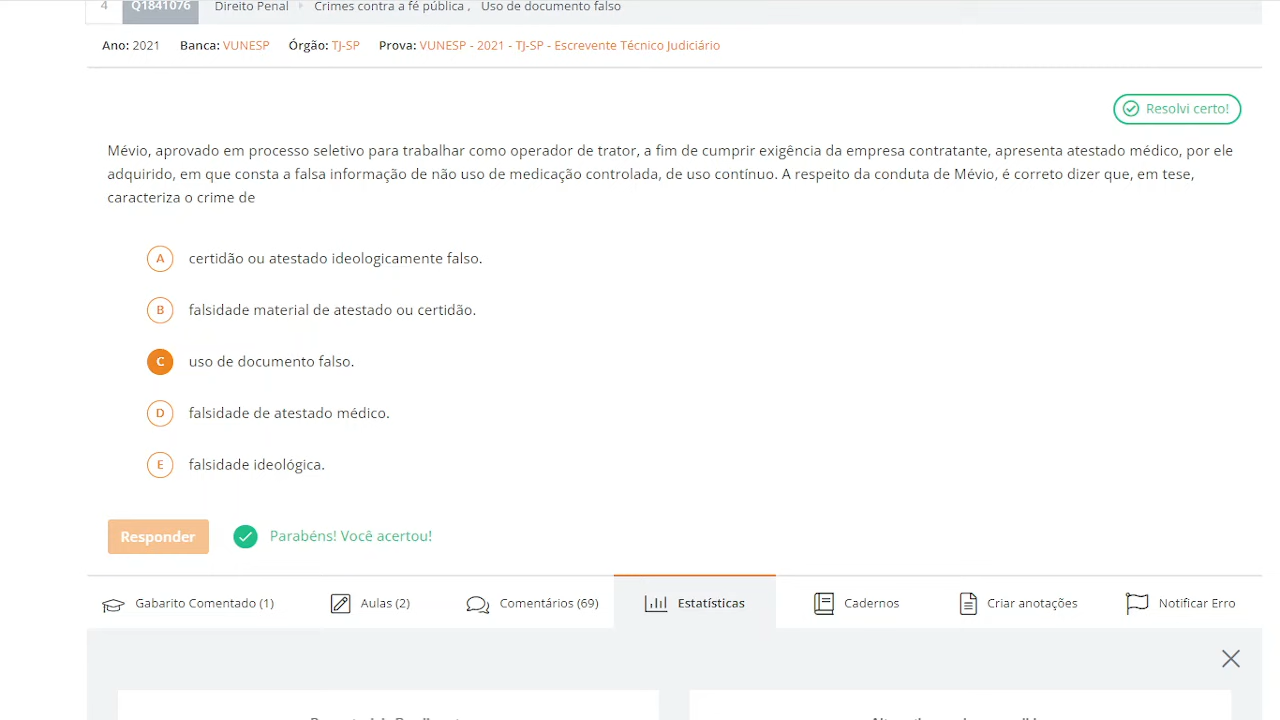 4 Q1841076 Direito Penal Crimes contra a fé pública , Uso de documento falso
Ano: 2021 Banca: VUNESP Órgão: TJ-SP Prova: VUNESP - 2021 - TJ-SP - Escrevente Técnico Judiciário
Resolvi certo!
Mévio, aprovado em processo seletivo para trabalhar como operador de trator, a fim de cumprir exigência da empresa contratante, apresenta atestado médico, por ele
adquirido, em que consta a falsa informação de não uso de medicação controlada, de uso contínuo. A respeito da conduta de Mévio, é correto dizer que, em tese,
caracteriza o crime de
A certidão ou atestado ideologicamente falso.
B falsidade material de atestado ou certidão.
C uso de documento falso.
D falsidade de atestado médico.
E falsidade ideológica.
Responder Parabéns! Você acertou!
Gabarito Comentado (1) Aulas (2) Comentários (69) Estatísticas Cadernos Criar anotações Notificar Erro